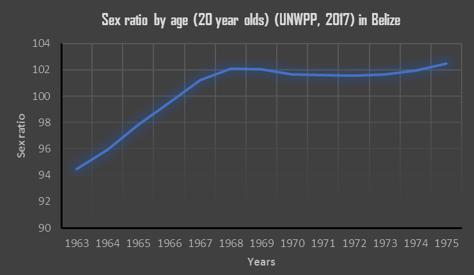 Sex ratio by age (20 year olds) (UNWPP, 2017) in Belize
104
102
100
98
96
94
92
90
Sex ratio
1963 1964 1965 1966 1967 1968 1969 1970 1971 1972 1973 1974 1975
Years